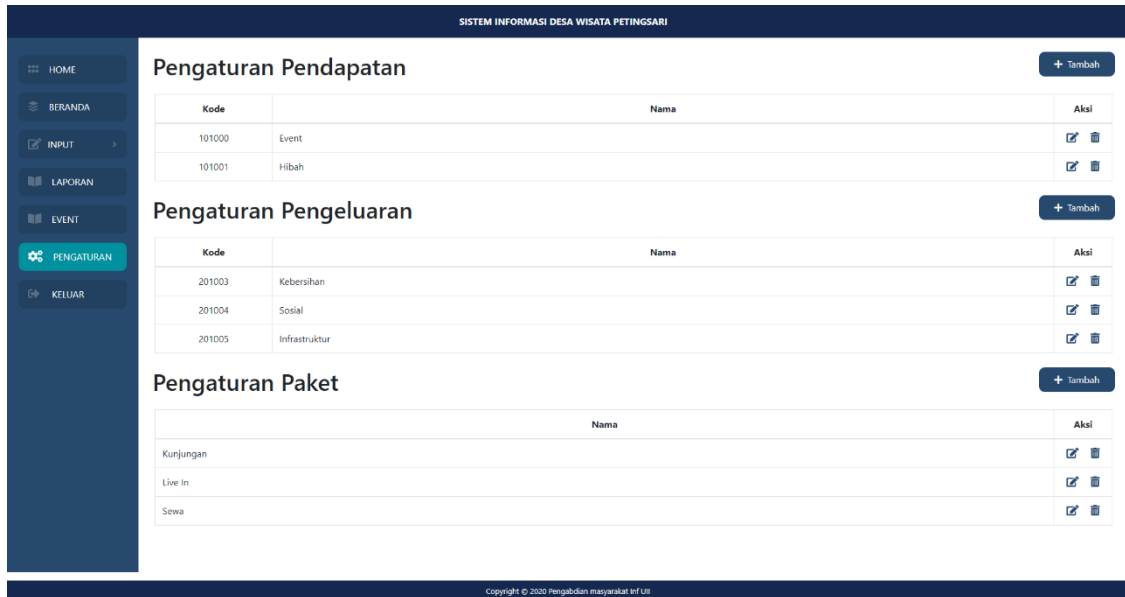 SISTEM INFORMASI DESA WISATA PETINGSARI
HOME
BERANDA
INPUT
LAPORAN
EVENT
PENGATURAN
KELUAR
Pengaturan Pendapatan
+ Tambah
Kode Nama Aksi
101000 Event
101001 Hibah
Pengaturan Pengeluaran
+ Tambah
Kode Nama Aksi
201003 Kebersihan
201004 Sosial
201005 Infrastruktur
Pengaturan Paket
+ Tambah
Nama Aksi
Kunjungan
Live In
Sewa
Copyright © 2020 Pengabdian masyarakat Inf UII